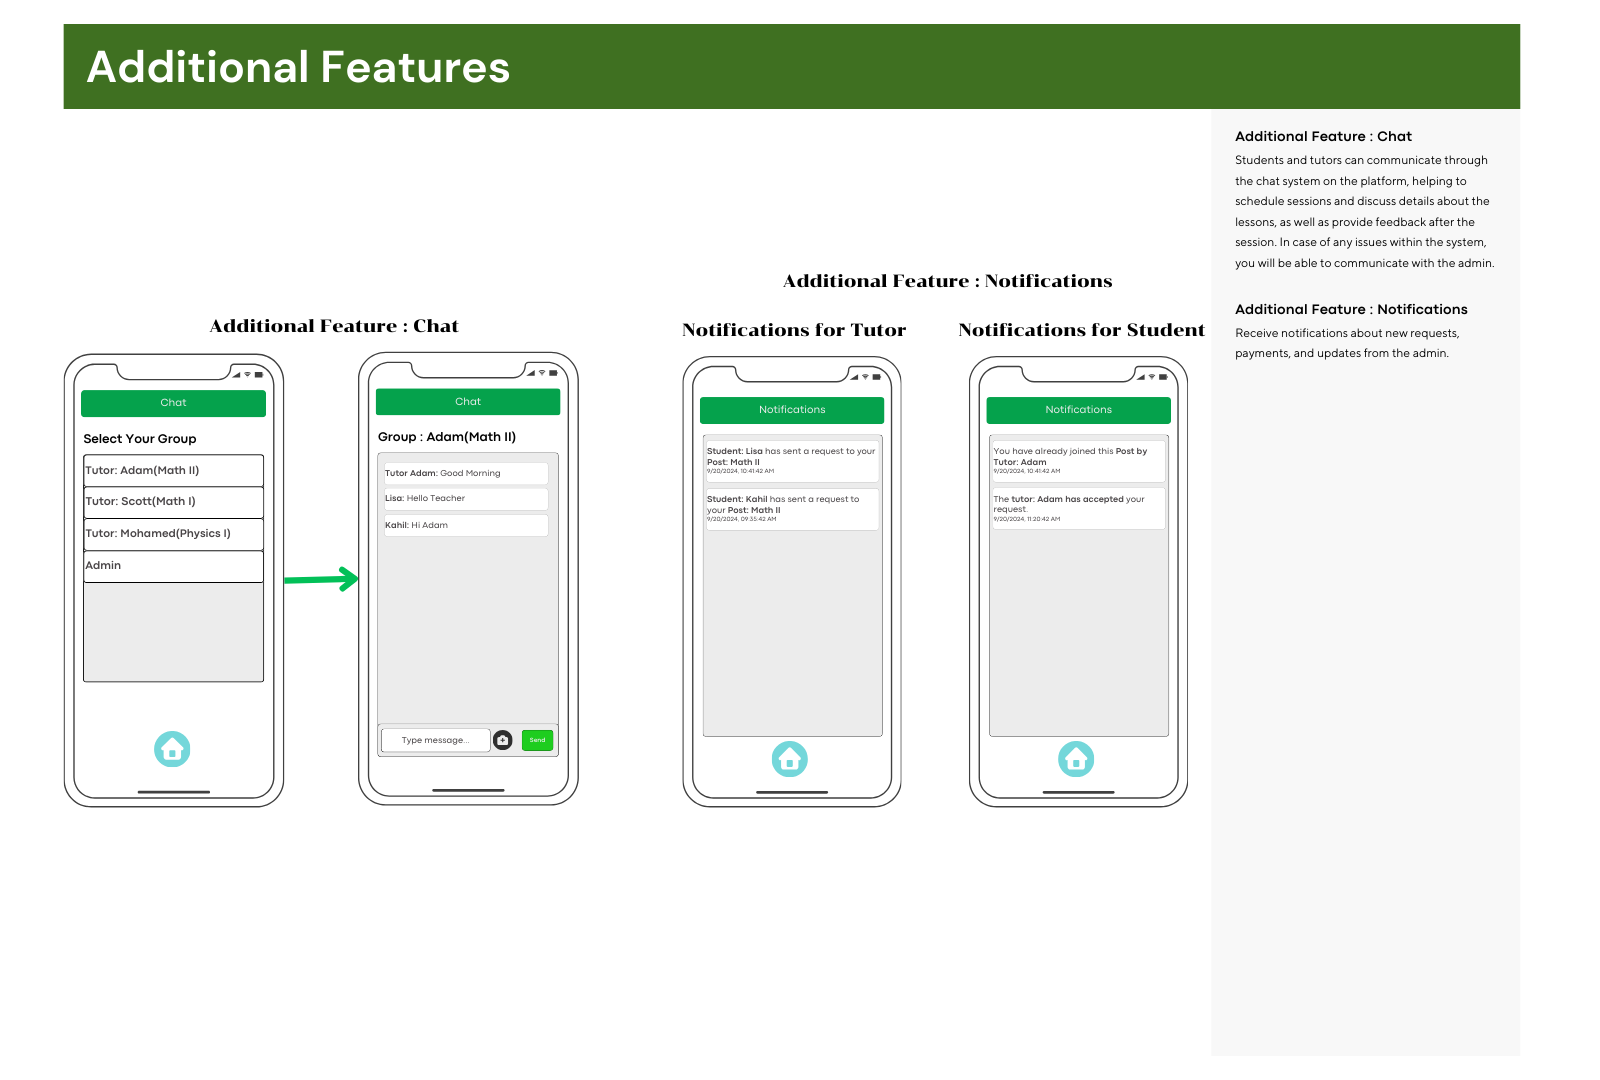 Additional Features
Additional Feature : Chat
Chat
Select Your Group
Tutor: Adam(Math II)
Tutor: Scott(Math I)
Tutor: Mohamed(Physics I)
Admin
Chat
Group : Adam(Math II)
Tutor Adam: Good Morning
Lisa: Hello Teacher
Kahil: Hi Adam
Type message...
Send
Additional Feature : Notifications
Notifications for Tutor
Notifications
Student: Lisa has sent a request to your
Post: Math II
9/20/2024, 10:41:42 AM
Student: Kahil has sent a request to
your Post: Math II
9/20/2024, 09:35:42 AM
Notifications for Student
Notifications
You have already joined this Post by
Tutor: Adam
9/20/2024, 10:41:42 AM
The tutor: Adam has accepted your
request.
9/20/2024, 11:20:42 AM
Additional Feature : Chat
Students and tutors can communicate through
the chat system on the platform, helping to
schedule sessions and discuss details about the
lessons, as well as provide feedback after the
session. In case of any issues within the system,
you will be able to communicate with the admin.
Additional Feature : Notifications
Receive notifications about new requests,
payments, and updates from the admin.